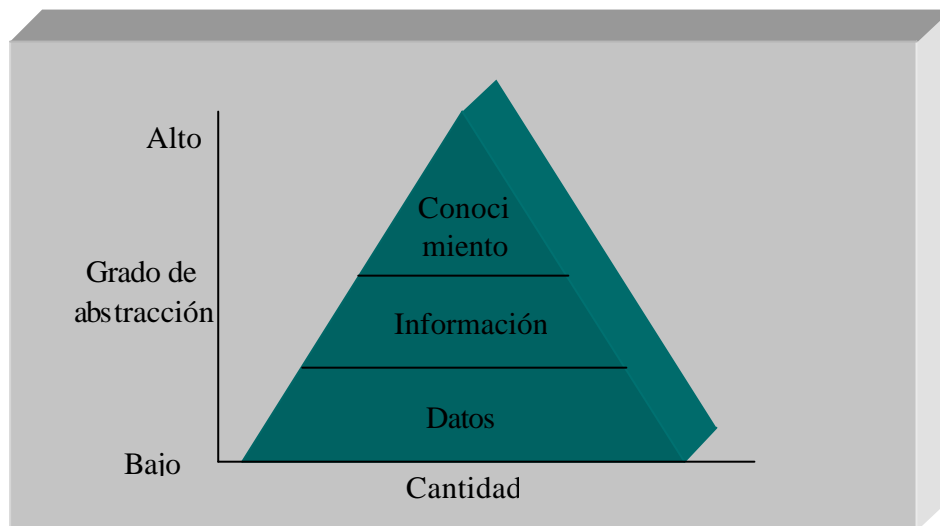 Alto
Conoci
miento
Grado de
abstracción
Información
Datos
Bajo
Cantidad